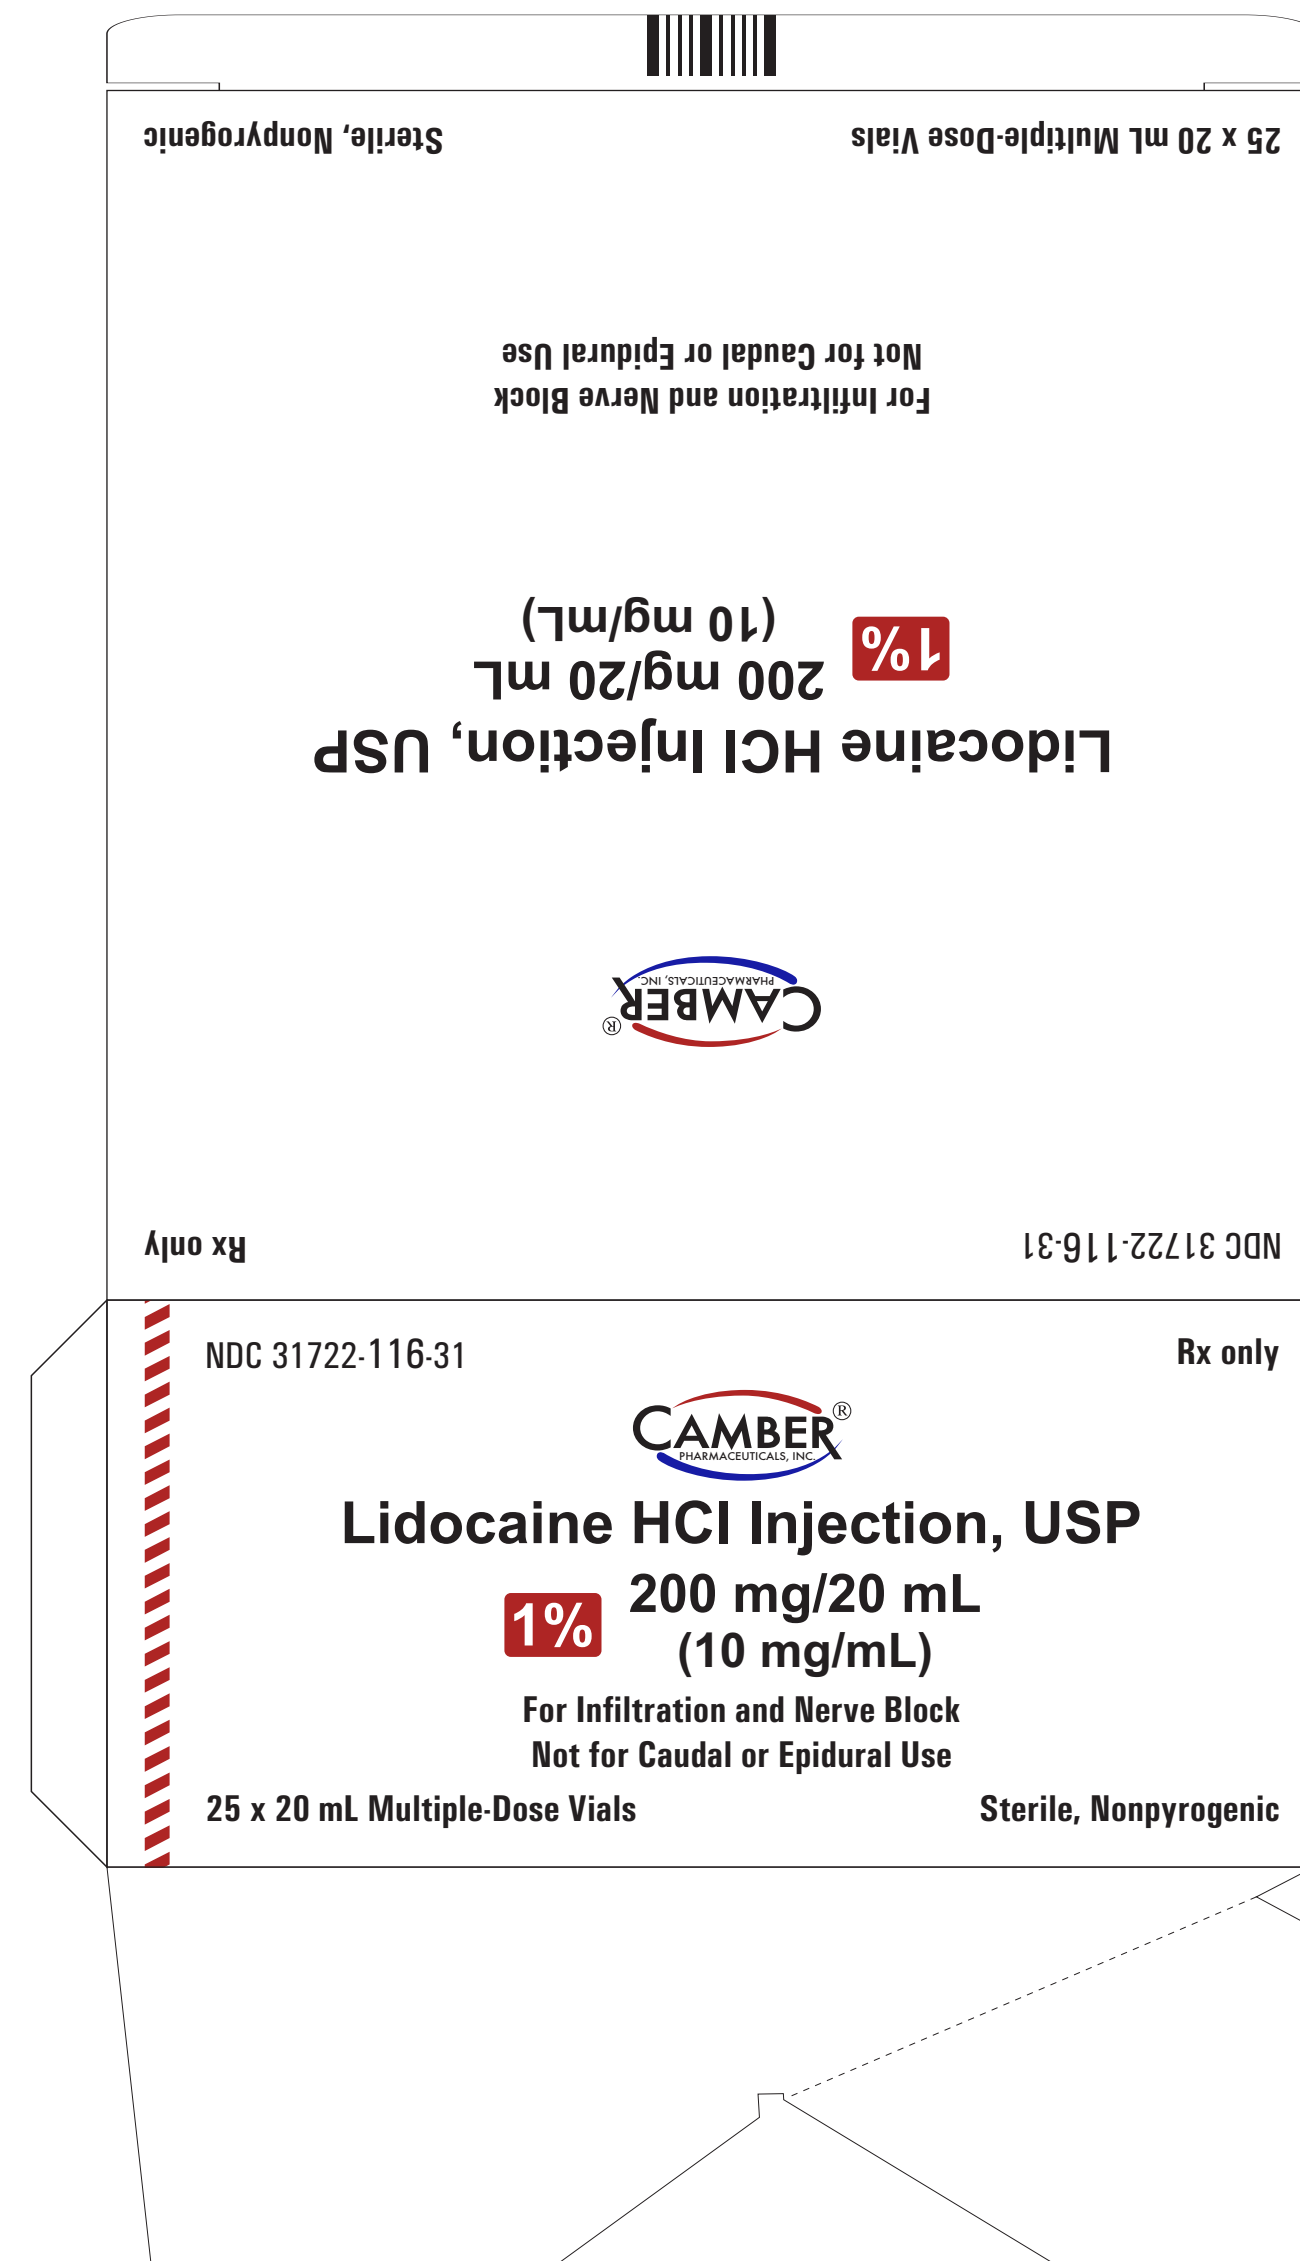 25 x 20 mL Multiple-Dose Vials
Sterile, Nonpyrogenic
Not for Caudal or Epidural Use
For Infiltration and Nerve Block
(10 mg/mL)
200 mg/20 mL
1%
Lidocaine HCl Injection, USP
PHARMACEUTICALS, INC.
CAMBER®
NDC 31722-116-31
Rx only
NDC 31722-116-31
Rx only
CAMBER®
PHARMACEUTICALS, INC.
Lidocaine HCl Injection, USP
1%
200 mg/20 mL
(10 mg/mL)
For Infiltration and Nerve Block
Not for Caudal or Epidural Use
25 x 20 mL Multiple-Dose Vials
Sterile, Nonpyrogenic